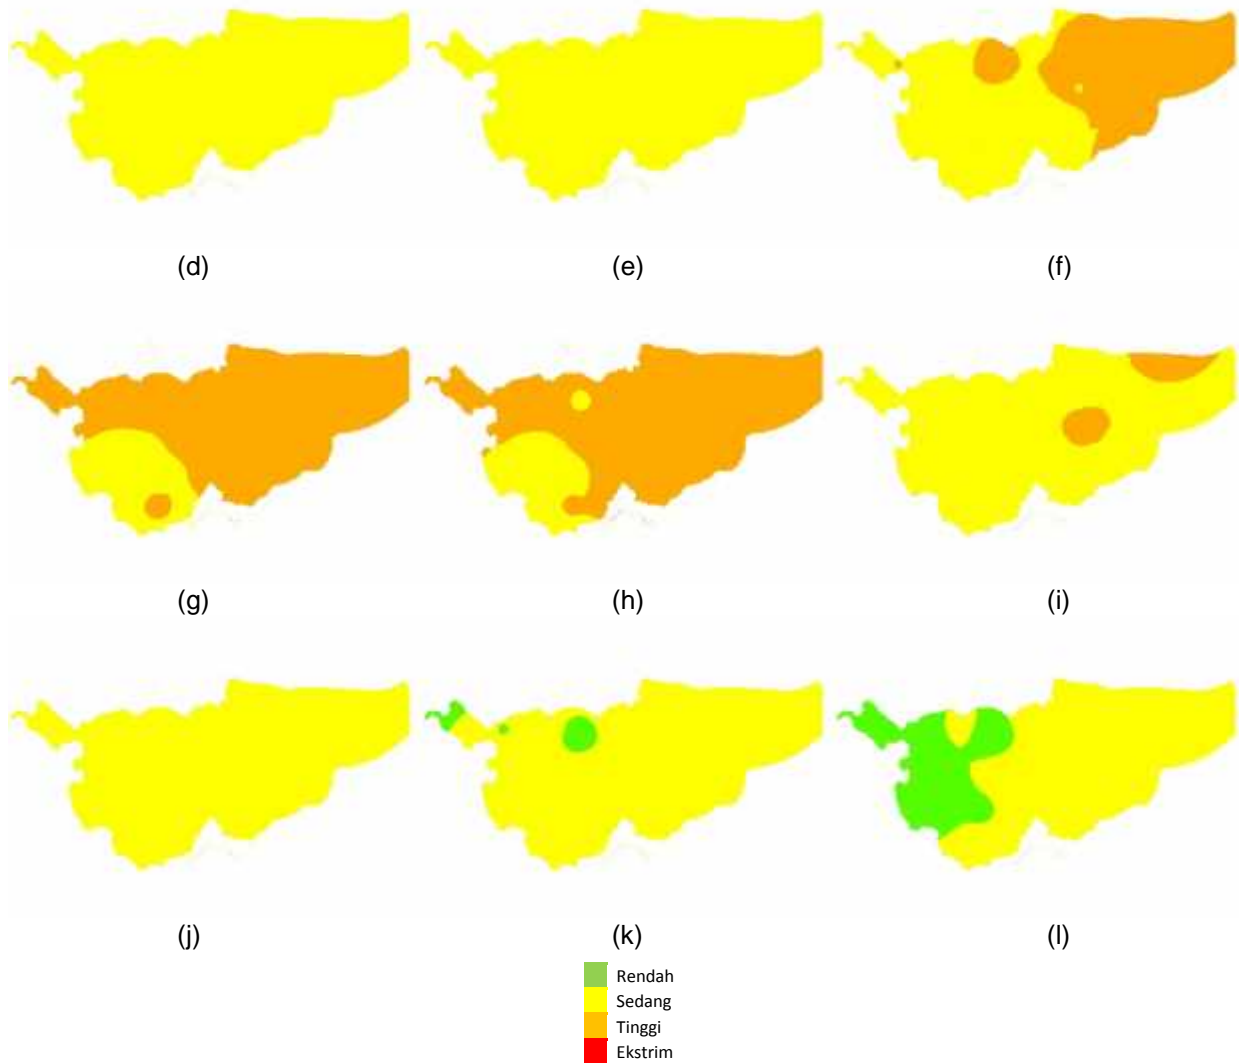 (d)
(e)
(f)
(g)
(h)
(i)
(j)
(k)
(l)
Rendah
Sedang
Tinggi
Ekstrim